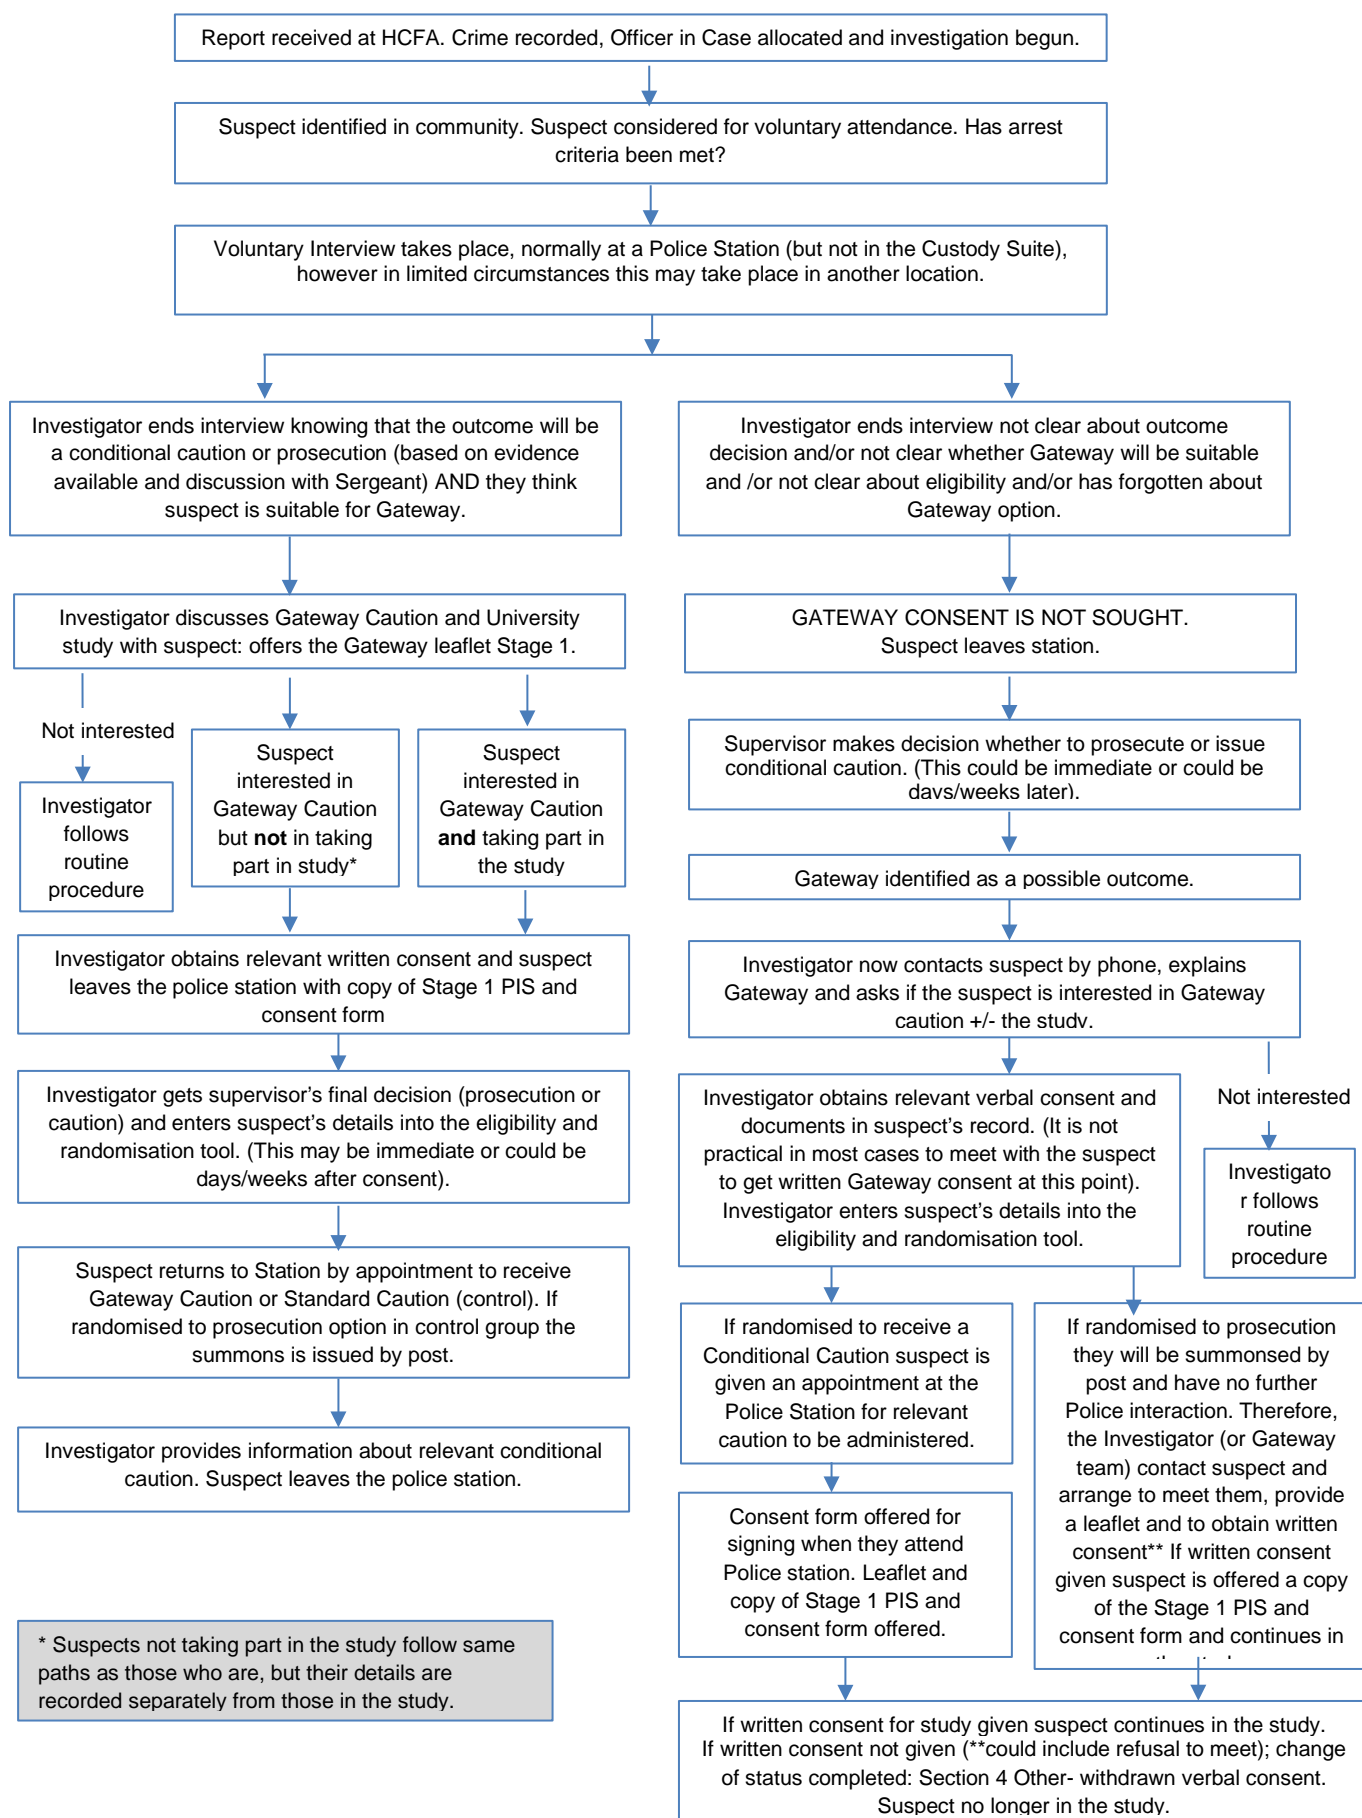 Report received at HCFA. Crime recorded, Officer in Case allocated and investigation begun.
Suspect identified in community. Suspect considered for voluntary attendance. Has arrest
criteria been met?
Voluntary Interview takes place, normally at a Police Station (but not in the Custody Suite),
however in limited circumstances this may take place in another location.
Investigator ends interview knowing that the outcome will be
a conditional caution or prosecution (based on evidence
available and discussion with Sergeant) AND they think
suspect is suitable for Gateway.
Investigator discusses Gateway Caution and University
study with suspect: offers the Gateway leaflet Stage 1.
Not interested
Investigator
follows
routine
procedure
Suspect
interested in
Gateway Caution
but not in taking
part in study*
Suspect
interested in
Gateway Caution
and taking part in
the study
Investigator obtains relevant written consent and suspect
leaves the police station with copy of Stage 1 PIS and
consent form
Investigator gets supervisor's final decision (prosecution or
caution) and enters suspect's details into the eligibility and
randomisation tool. (This may be immediate or could be
days/weeks after consent).
Suspect returns to Station by appointment to receive
Gateway Caution or Standard Caution (control). If
randomised to prosecution option in control group the
summons is issued by post.
Investigator provides information about relevant conditional
caution. Suspect leaves the police station.
* Suspects not taking part in the study follow same
paths as those who are, but their details are
recorded separately from those in the study.
Investigator ends interview not clear about outcome
decision and/or not clear whether Gateway will be suitable
and /or not clear about eligibility and/or has forgotten about
Gateway option.
GATEWAY CONSENT IS NOT SOUGHT.
Suspect leaves station.
Supervisor makes decision whether to prosecute or issue
conditional caution. (This could be immediate or could be
days/weeks later).
Gateway identified as a possible outcome.
Investigator now contacts suspect by phone, explains
Gateway and asks if the suspect is interested in Gateway
caution +/- the study.
Investigator obtains relevant verbal consent and
documents in suspect's record. (It is not
practical in most cases to meet with the suspect
to get written Gateway consent at this point).
Investigator enters suspect's details into the
eligibility and randomisation tool.
Not interested
Investigato
r follows
routine
procedure
If randomised to receive a
Conditional Caution suspect is
given an appointment at the
Police Station for relevant
caution to be administered.
Consent form offered for
signing when they attend
Police station. Leaflet and
copy of Stage 1 PIS and
consent form offered.
If randomised to prosecution
they will be summonsed by
post and have no further
Police interaction. Therefore,
the Investigator (or Gateway
team) contact suspect and
arrange to meet them, provide
a leaflet and to obtain written
consent** If written consent
given suspect is offered a copy
of the Stage 1 PIS and
consent form and continues in
If written consent for study given suspect continues in the study.
If written consent not given (**could include refusal to meet); change
of status completed: Section 4 Other- withdrawn verbal consent.
Suspect no longer in the study.